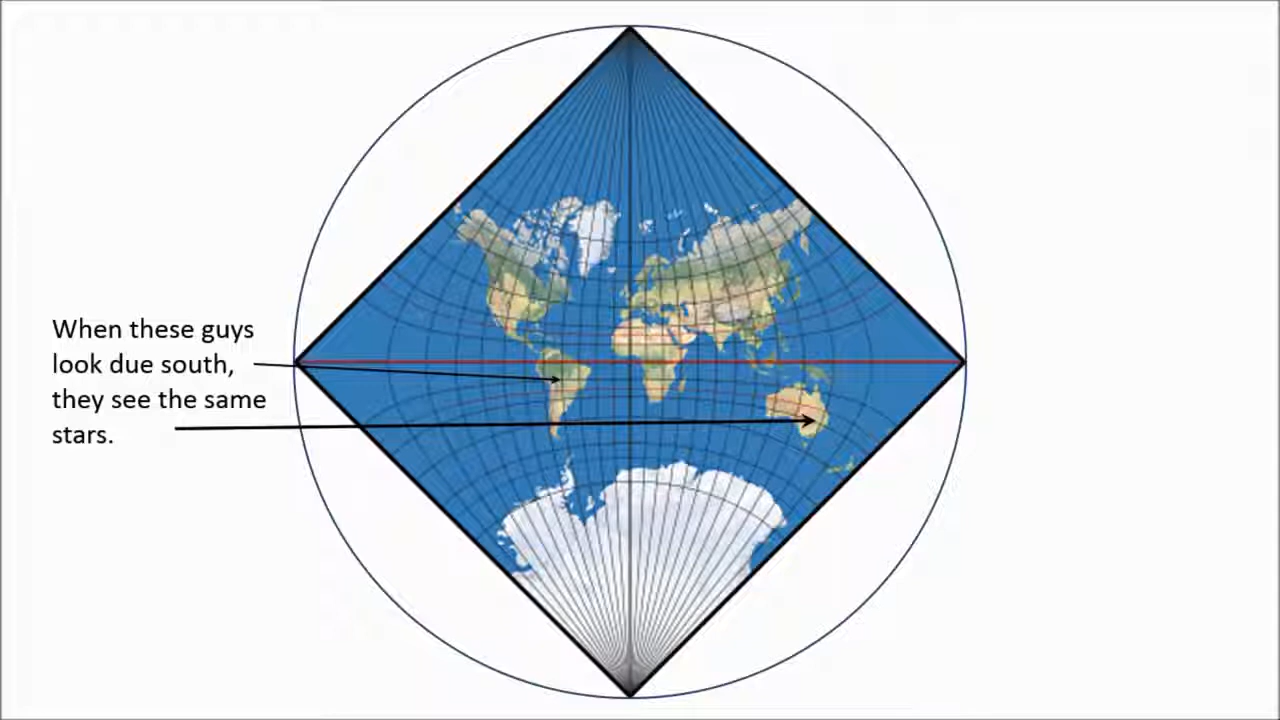 When these guys
look due south,
they see the same
stars.